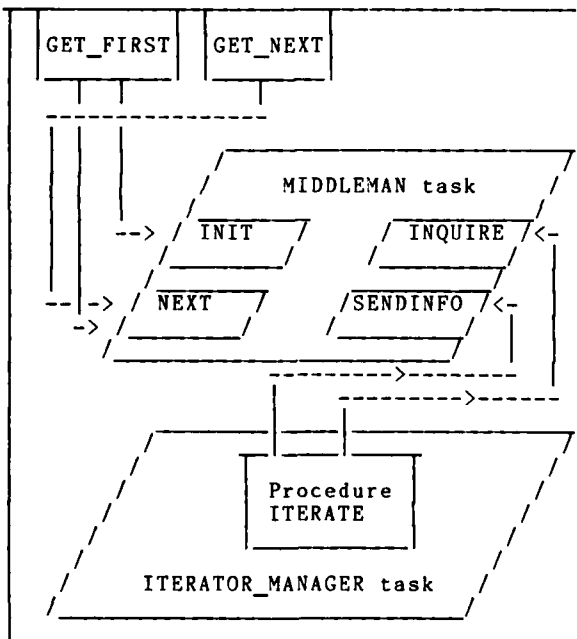 GET_FIRST GET_NEXT
MIDDLEMAN task
INIT INQUIRE
NEXT SENDINFO
Procedure
ITERATE
ITERATOR_MANAGER task